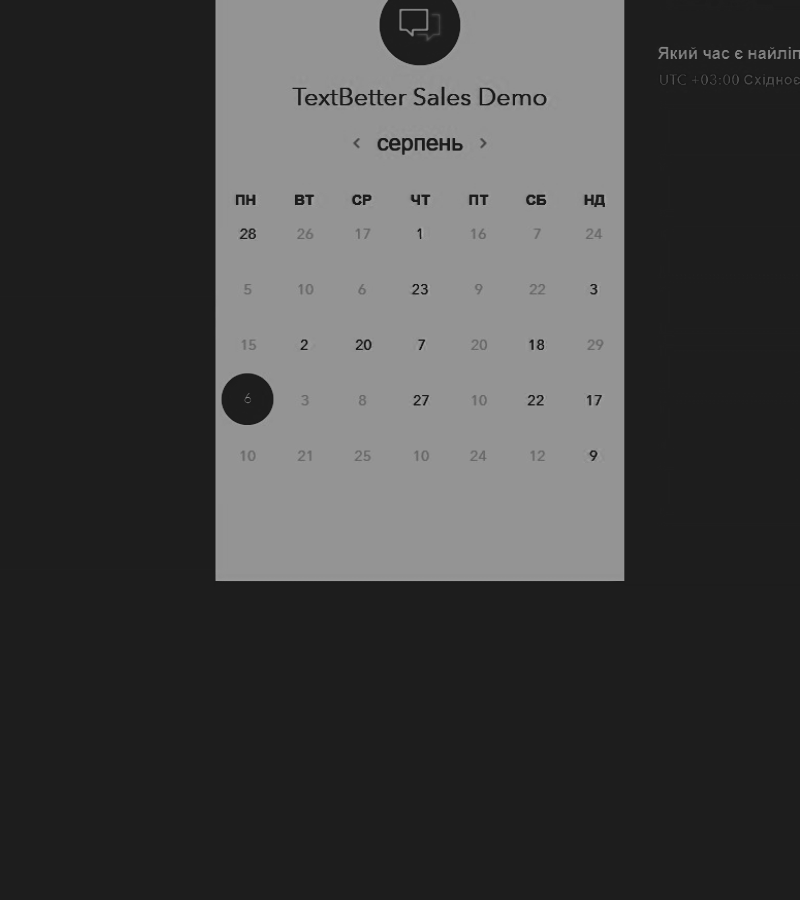 TextBetter Sales Demo
серпень
ПН ВТ СР ЧТ ПТ СБ НД
28 26 17 1 16 7 24
5 10 6 23 9 22 3
15 2 20 7 20 18 29
6 3 8 27 10 22 17
10 21 25 10 24 12 9
Який час є найліп
UTC +03:00 Східноє